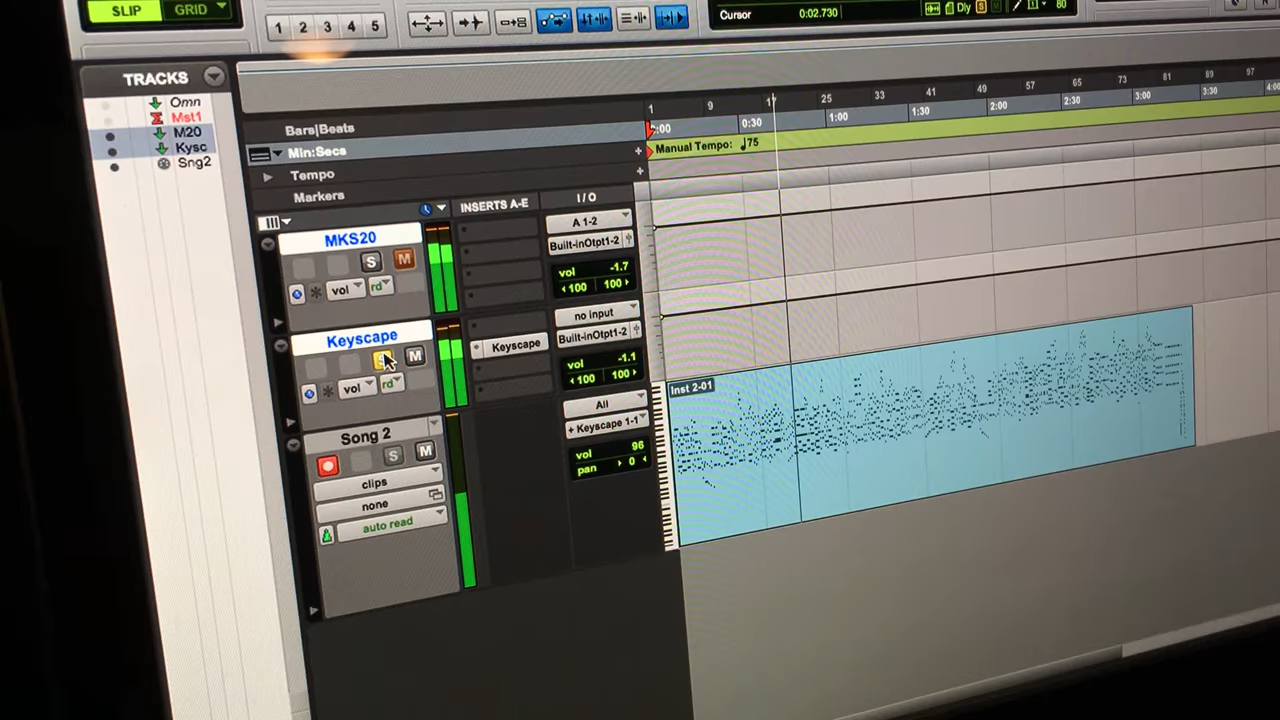 SLIP GRID
1 2 3 4 5
Cursor 0:02.730
Dly S M 80
TRACKS
Omn
Mst1
M20
Kysc
Sng2
Bars|Beats 1 9 17 25 33 41 49 57 65 73 81 89 97
Min:Secs 0:30 1:00 1:30 2:00 2:30 3:00 3:30
Tempo Manual Tempo: ♩75
Markers
INSERTS A-E I / O
MKS20
S M
vol rd
A 1-2
Built-inOtpt1-2
vol -1.7
100 100
Keyscape
S M
vol rd
Keyscape
no input
Built-inOtpt1-2
vol -1.1
100 100
Song 2
S M
clips
none
auto read
All
+ Keyscape 1-1
vol 96
pan 0
Inst 2-01